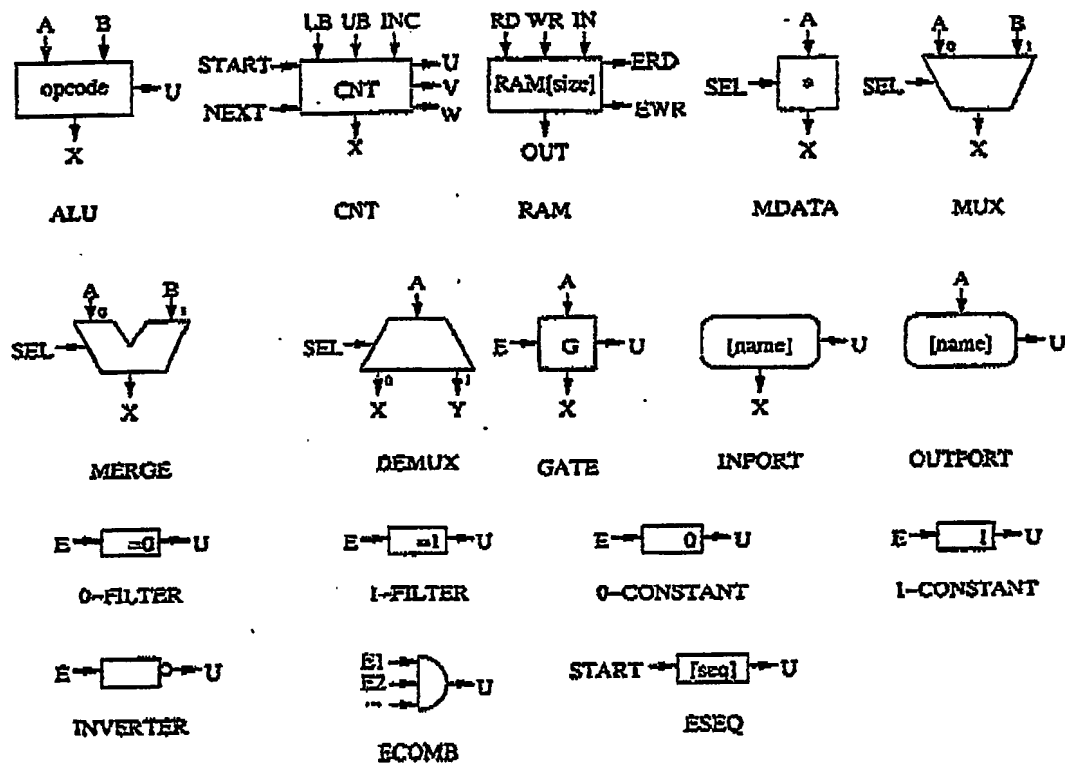 A B LB UB INC RD WR IN A A B
0 1
opcode U START CNT U V W RAM[size] ERD SEL * SEL
NEXT EWR
X X OUT X X
ALU CNT RAM MDATA MUX
A B A A A
0 1
SEL SEL E G U [name] U [name] U
0 1
X X Y X X
MERGE DEMUX GATE INPORT OUTPORT
E =0 U E =1 U E 0 U E 1 U
0-FILTER 1-FILTER 0-CONSTANT 1-CONSTANT
E U E1 E2 ... U START [seq] U
INVERTER ECOMB ESEQ